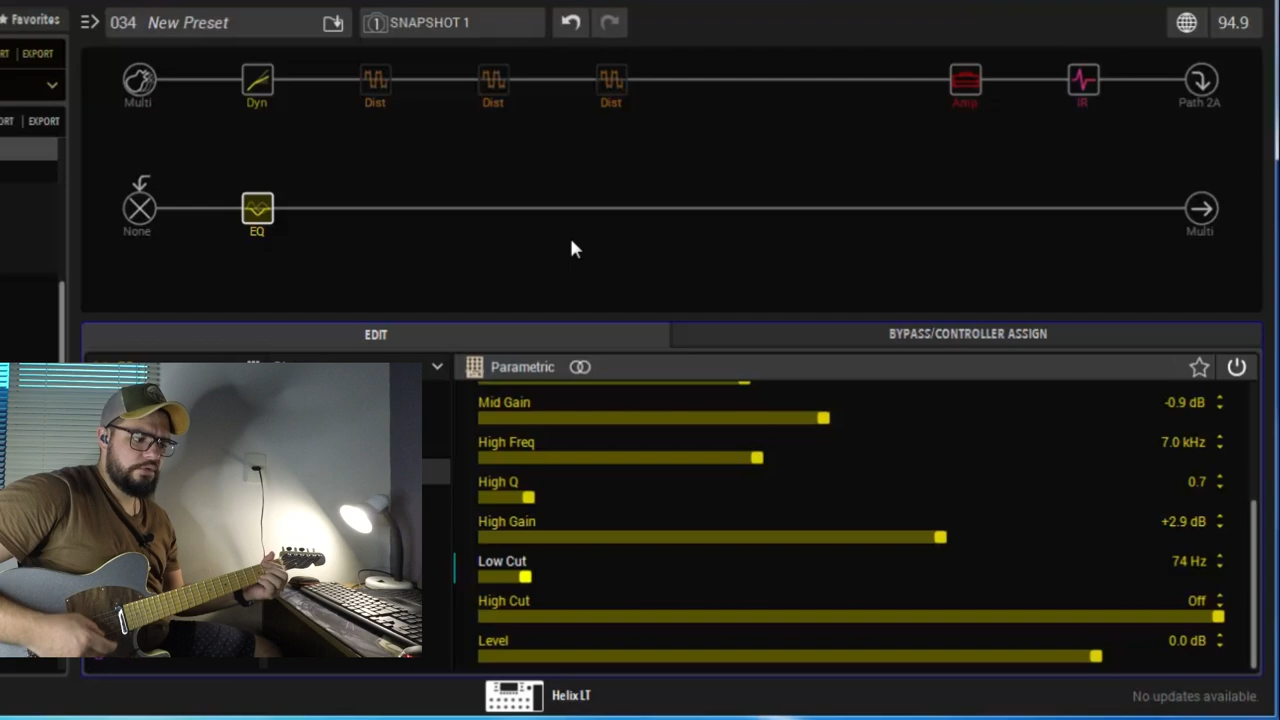 ★ Favorites
034 New Preset
1 SNAPSHOT 1
94.9
RT | EXPORT
ORT | EXPORT
Multi
Dyn
Dist
Dist
Dist
Amp
IR
Path 2A
None
EQ
Multi
EDIT
BYPASS/CONTROLLER ASSIGN
Parametric
Mid Gain
-0.9 dB
High Freq
7.0 kHz
High Q
0.7
High Gain
+2.9 dB
Low Cut
74 Hz
High Cut
Off
Level
0.0 dB
Helix LT
No updates available.